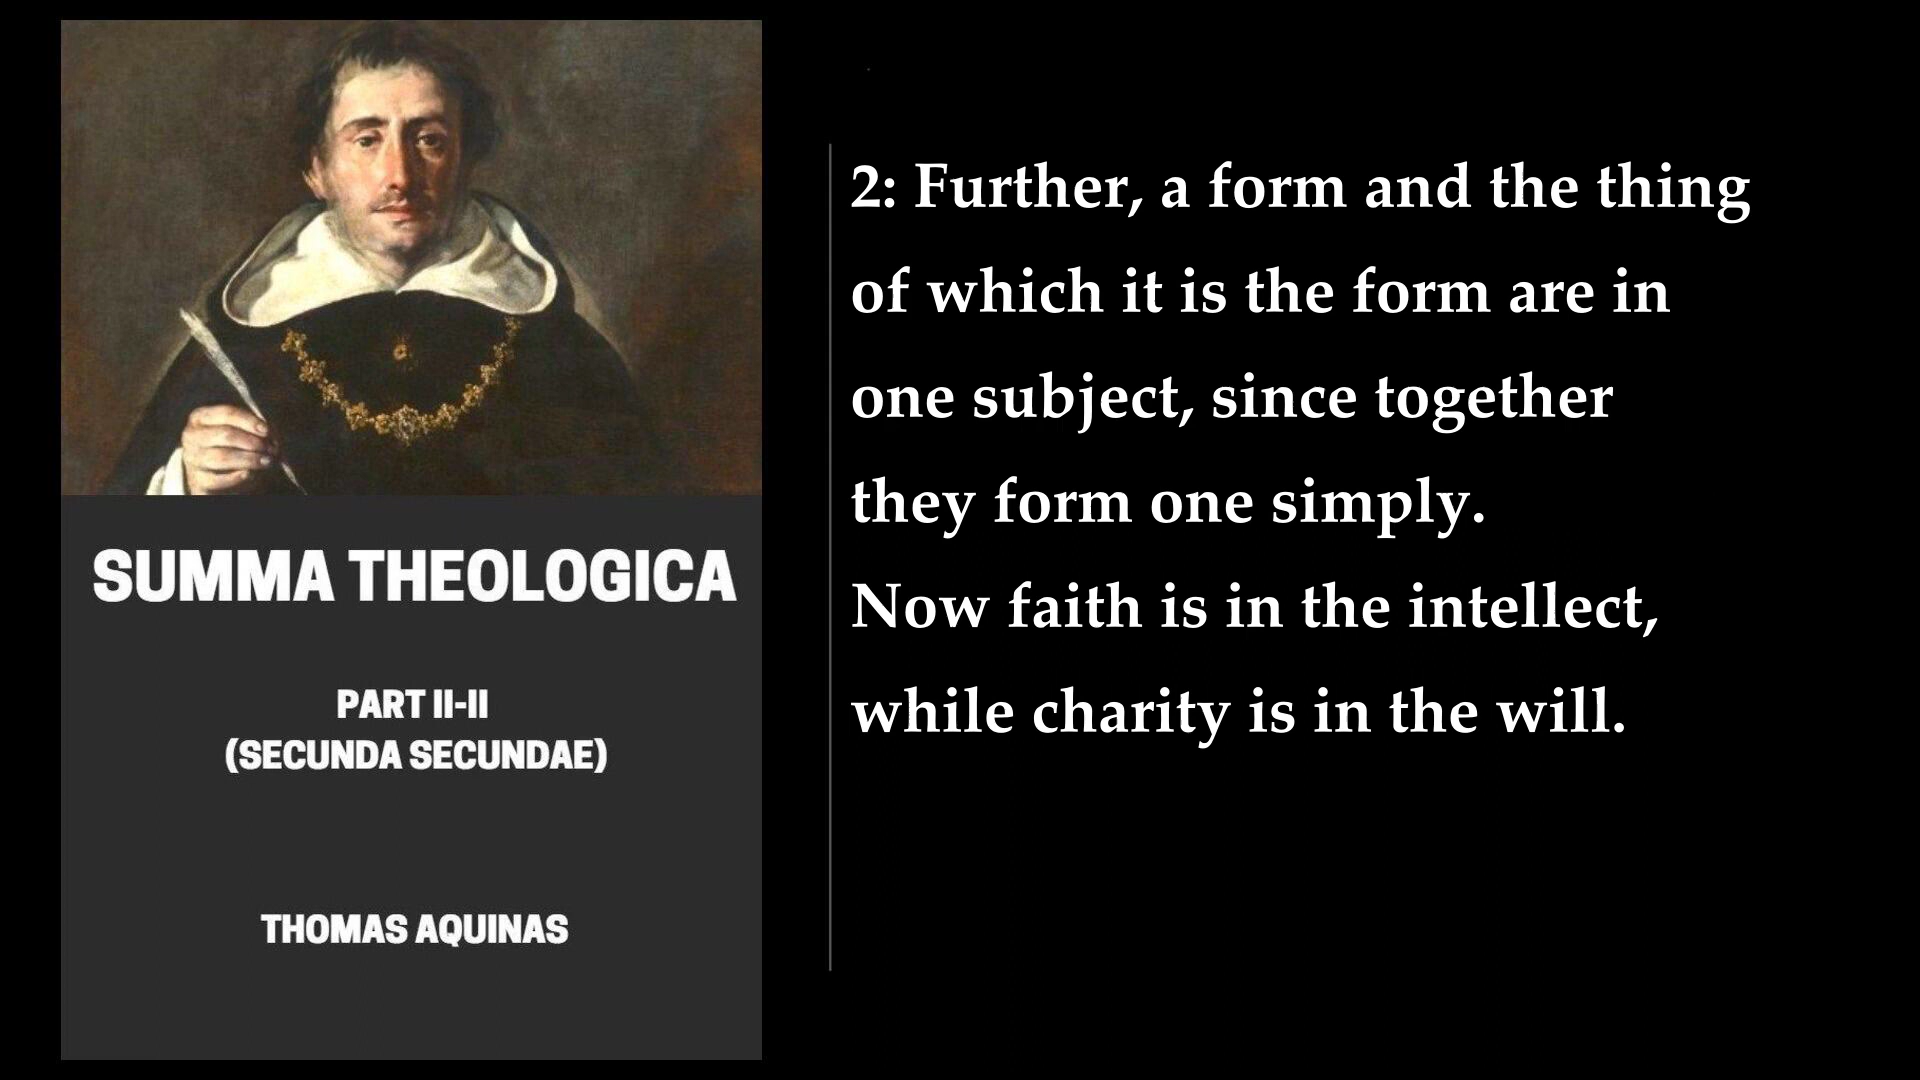 SUMMA THEOLOGICA
PART II-II
(SECUNDA SECUNDAE)
THOMAS AQUINAS
2: Further, a form and the thing
of which it is the form are in
one subject, since together
they form one simply.
Now faith is in the intellect,
while charity is in the will.